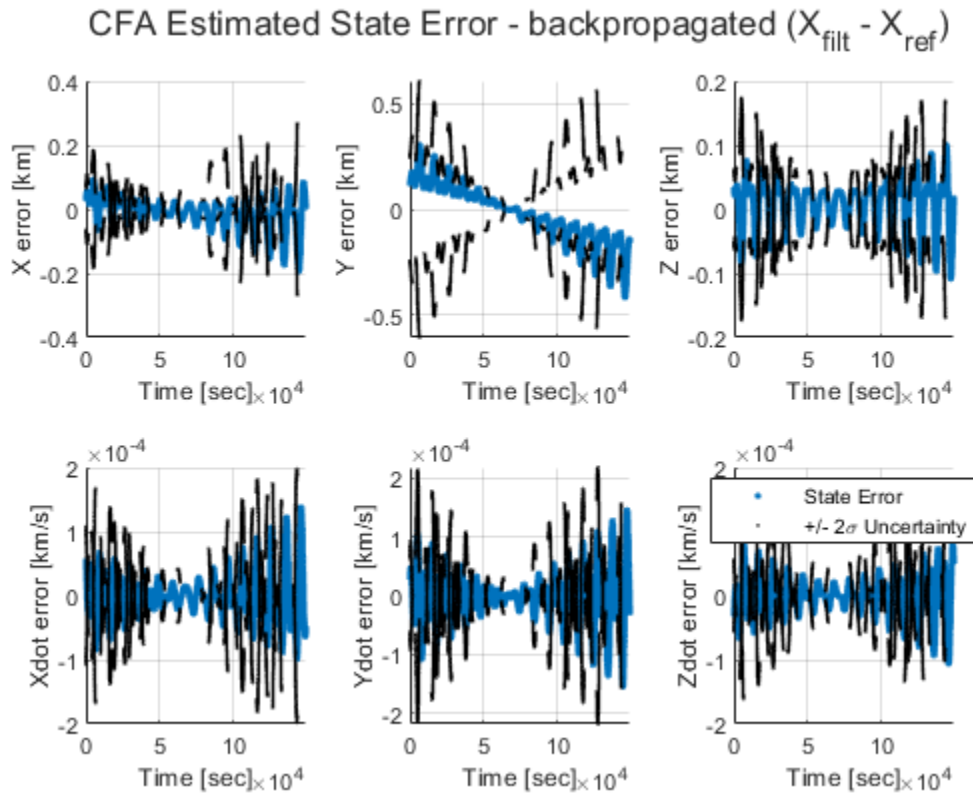 CFA Estimated State Error - backpropagated (X_filt - X_ref)
0.4
0.2
0
-0.2
-0.4
X error [km]
0 5 10
Time [sec] ×10^4
0.5
0
-0.5
Y error [km]
0 5 10
Time [sec] ×10^4
0.2
0.1
0
-0.1
-0.2
Z error [km]
0 5 10
Time [sec] ×10^4
×10^-4
2
1
0
-1
-2
Xdot error [km/s]
0 5 10
Time [sec] ×10^4
×10^-4
2
1
0
-1
-2
Ydot error [km/s]
0 5 10
Time [sec] ×10^4
×10^-4
2
0
-1
-2
Zdot error [km/s]
0 5 10
Time [sec] ×10^4
State Error
+/- 2σ Uncertainty